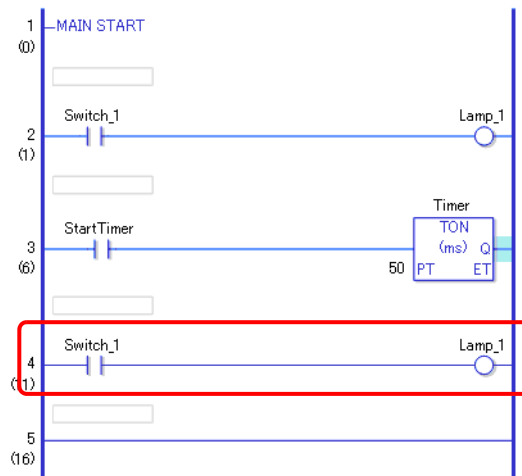 1 MAIN START
(0)
Switch_1 Lamp_1
2
(1)
Timer
StartTimer TON
3 (ms) Q
(6) 50 PT ET
Switch_1 Lamp_1
4
(11)
5
(16)